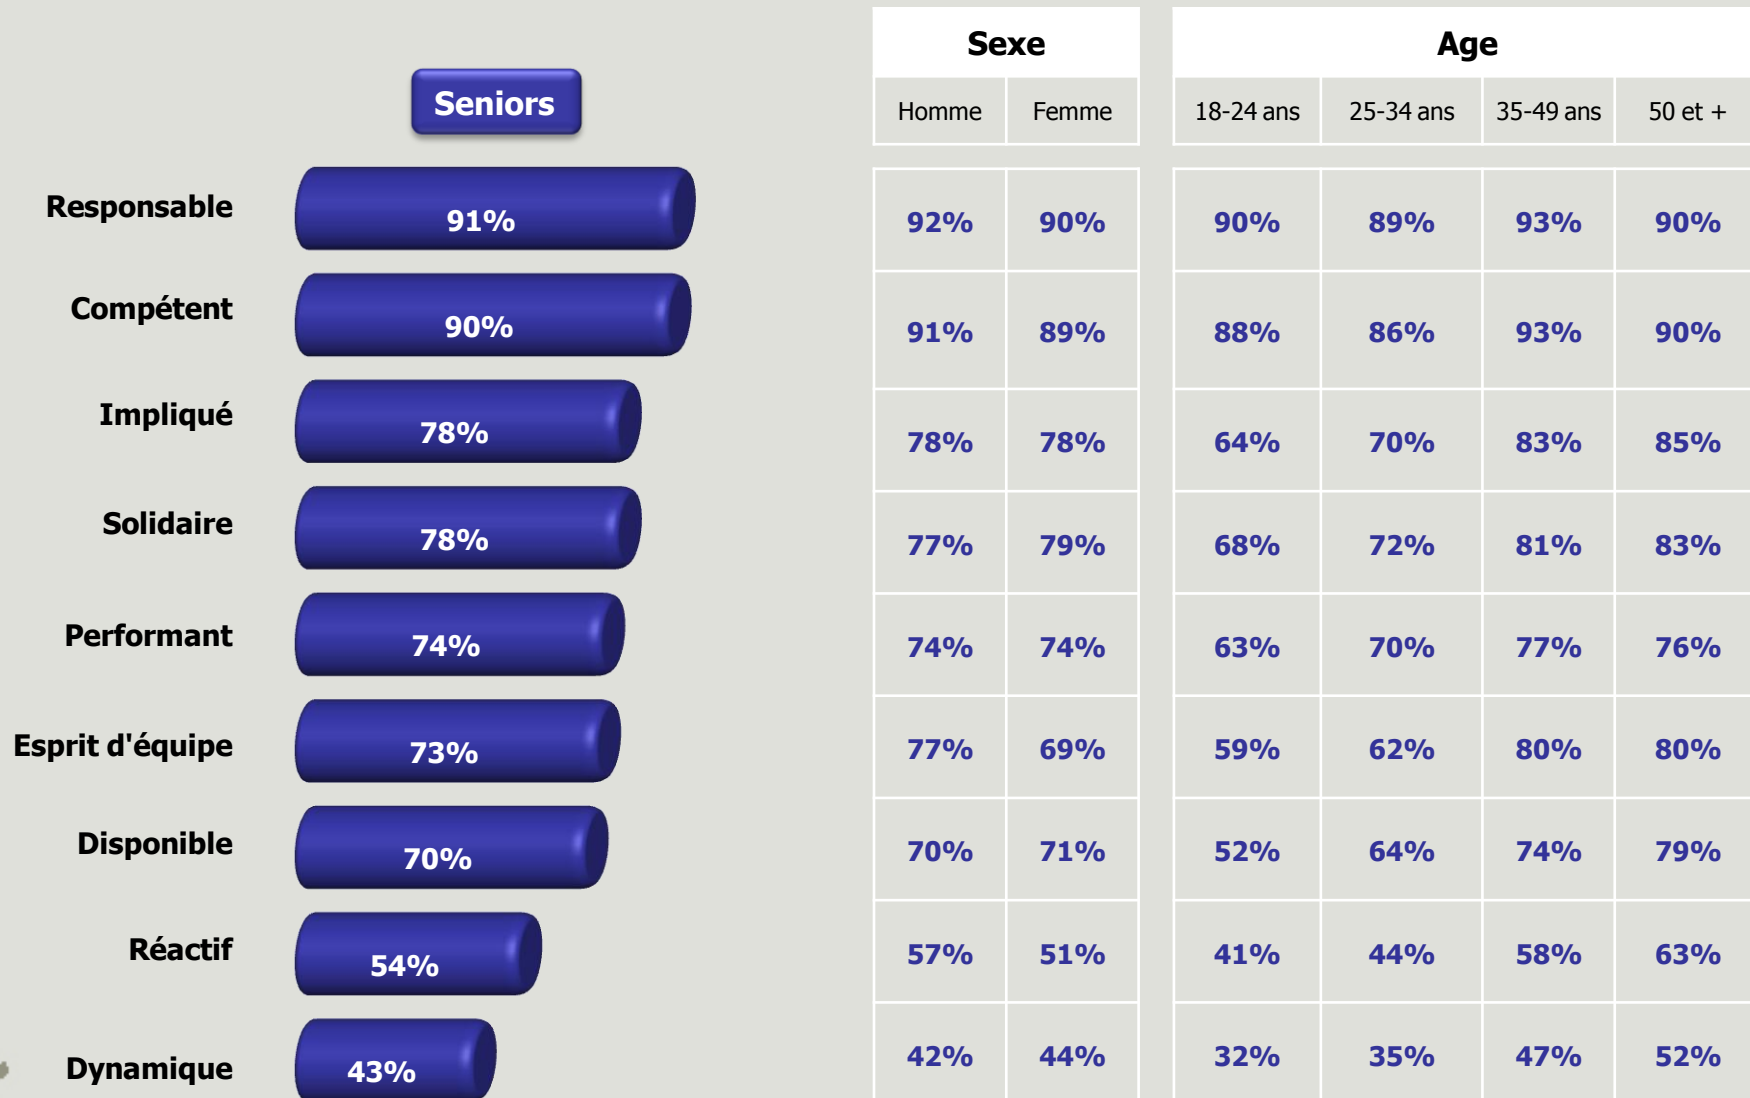 Sexe Age
Seniors
Homme Femme 18-24 ans 25-34 ans 35-49 ans 50 et +
Responsable 91% 92% 90% 90% 89% 93% 90%
Compétent 90% 91% 89% 88% 86% 93% 90%
Impliqué 78% 78% 78% 64% 70% 83% 85%
Solidaire 78% 77% 79% 68% 72% 81% 83%
Performant 74% 74% 74% 63% 70% 77% 76%
Esprit d'équipe 73% 77% 69% 59% 62% 80% 80%
Disponible 70% 70% 71% 52% 64% 74% 79%
Réactif 54% 57% 51% 41% 44% 58% 63%
Dynamique 43% 42% 44% 32% 35% 47% 52%